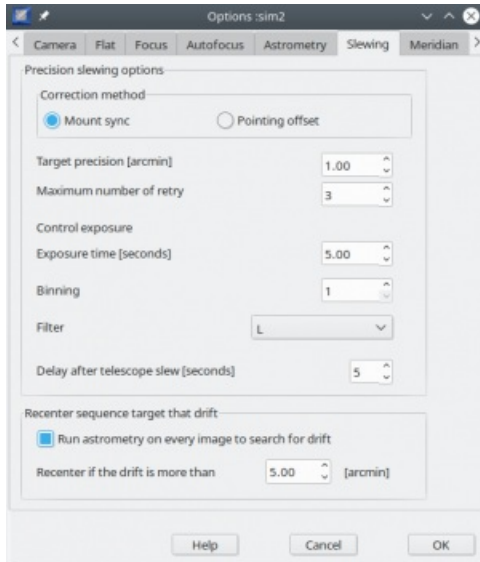 Options :sim2
Camera Flat Focus Autofocus Astrometry Slewing Meridian
Precision slewing options
Correction method
Mount sync Pointing offset
Target precision [arcmin] 1.00
Maximum number of retry 3
Control exposure
Exposure time [seconds] 5.00
Binning 1
Filter L
Delay after telescope slew [seconds] 5
Recenter sequence target that drift
Run astrometry on every image to search for drift
Recenter if the drift is more than 5.00 [arcmin]
Help Cancel OK